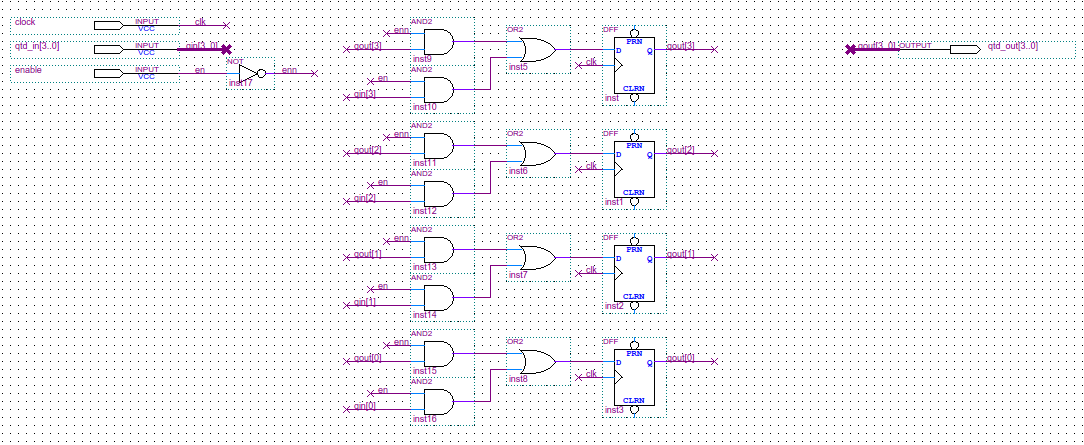 clock INPUT VCC clk
qtd_in[3..0] INPUT VCC qin[3..0]
enable INPUT VCC en NOT inst17 enn
AND2
enn
qout[3]
inst9
AND2
en
qin[3]
inst10
OR2
inst5
DFF
PRN
D Q
clk
CLRN
inst
qout[3]
AND2
enn
qout[2]
inst11
AND2
en
qin[2]
inst12
OR2
inst6
DFF
PRN
D Q
clk
CLRN
inst1
qout[2]
AND2
enn
qout[1]
inst13
AND2
en
qin[1]
inst14
OR2
inst7
DFF
PRN
D Q
clk
CLRN
inst2
qout[1]
AND2
enn
qout[0]
inst15
AND2
en
qin[0]
inst16
OR2
inst8
DFF
PRN
D Q
clk
CLRN
inst3
qout[0]
qout[3..0] OUTPUT qtd_out[3..0]